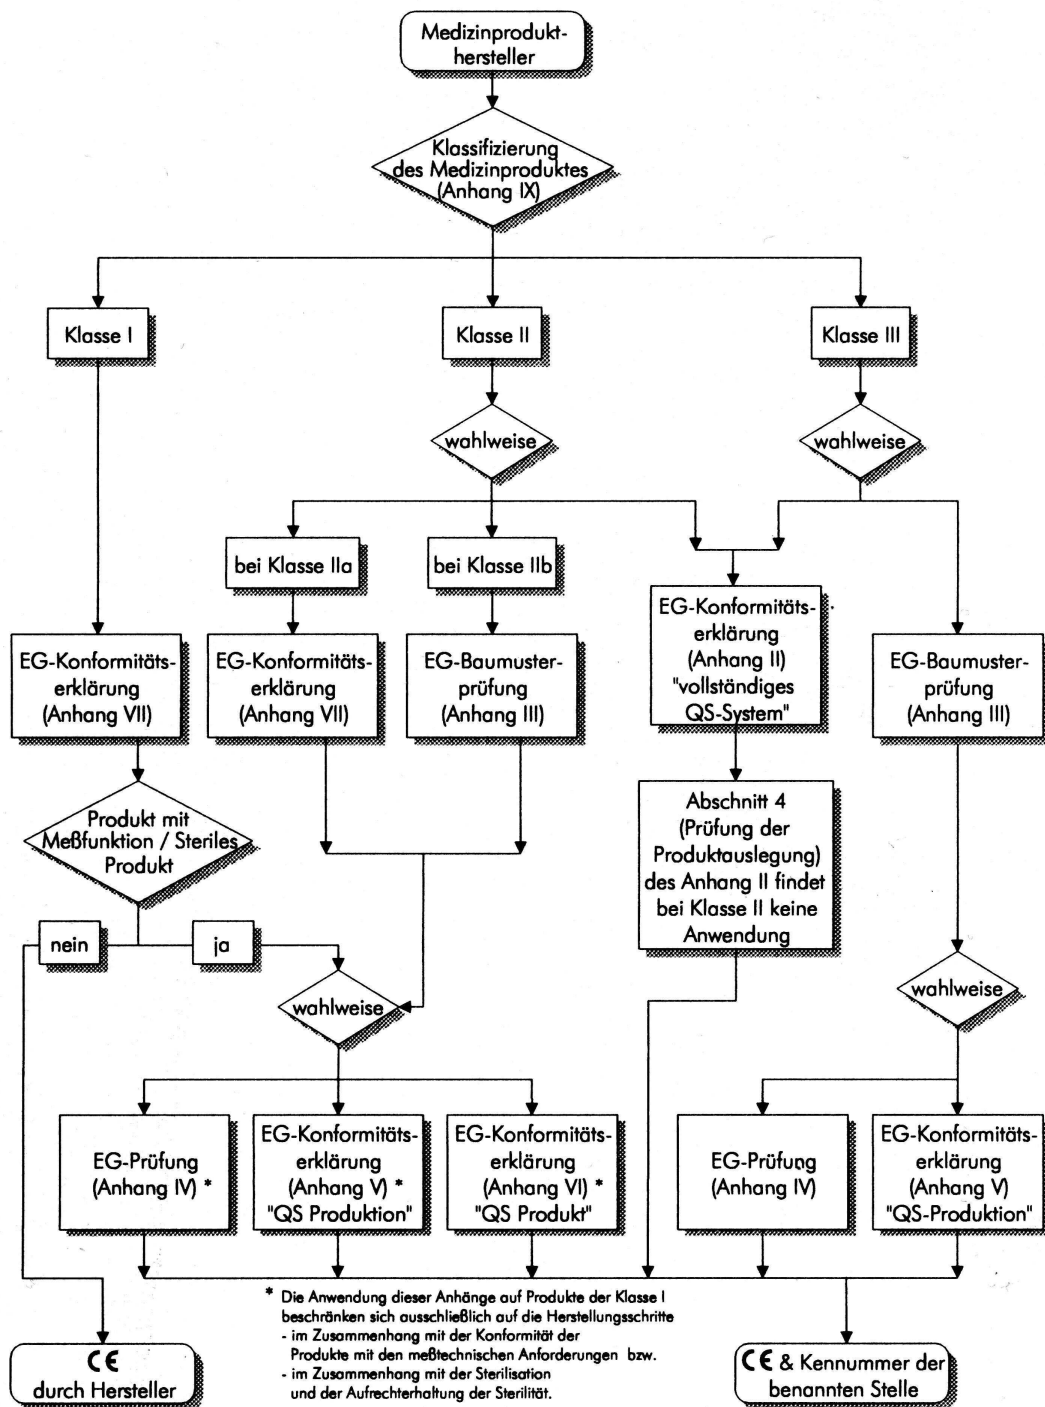 Medizinprodukt-
hersteller
Klassifizierung
des Medizinproduktes
(Anhang IX)
Klasse I
Klasse II
Klasse III
wahlweise
wahlweise
bei Klasse IIa
bei Klasse IIb
EG-Konformitäts-
erklärung
(Anhang VII)
EG-Konformitäts-
erklärung
(Anhang VII)
EG-Baumuster-
prüfung
(Anhang III)
EG-Konformitäts-
erklärung
(Anhang II)
"vollständiges
QS-System"
EG-Baumuster-
prüfung
(Anhang III)
Produkt mit
Meßfunktion / Steriles
Produkt
Abschnitt 4
(Prüfung der
Produktauslegung)
des Anhang II findet
bei Klasse II keine
Anwendung
nein
ja
wahlweise
wahlweise
EG-Prüfung
(Anhang IV) *
EG-Konformitäts-
erklärung
(Anhang V) *
"QS Produktion"
EG-Konformitäts-
erklärung
(Anhang VI) *
"QS Produkt"
EG-Prüfung
(Anhang IV)
EG-Konformitäts-
erklärung
(Anhang V)
"QS-Produktion"
* Die Anwendung dieser Anhänge auf Produkte der Klasse I
beschränken sich ausschließlich auf die Herstellungsschritte
- im Zusammenhang mit der Konformität der
Produkte mit den meßtechnischen Anforderungen bzw.
- im Zusammenhang mit der Sterilisation
und der Aufrechterhaltung der Sterilität.
CE
durch Hersteller
CE & Kennummer der
benannten Stelle